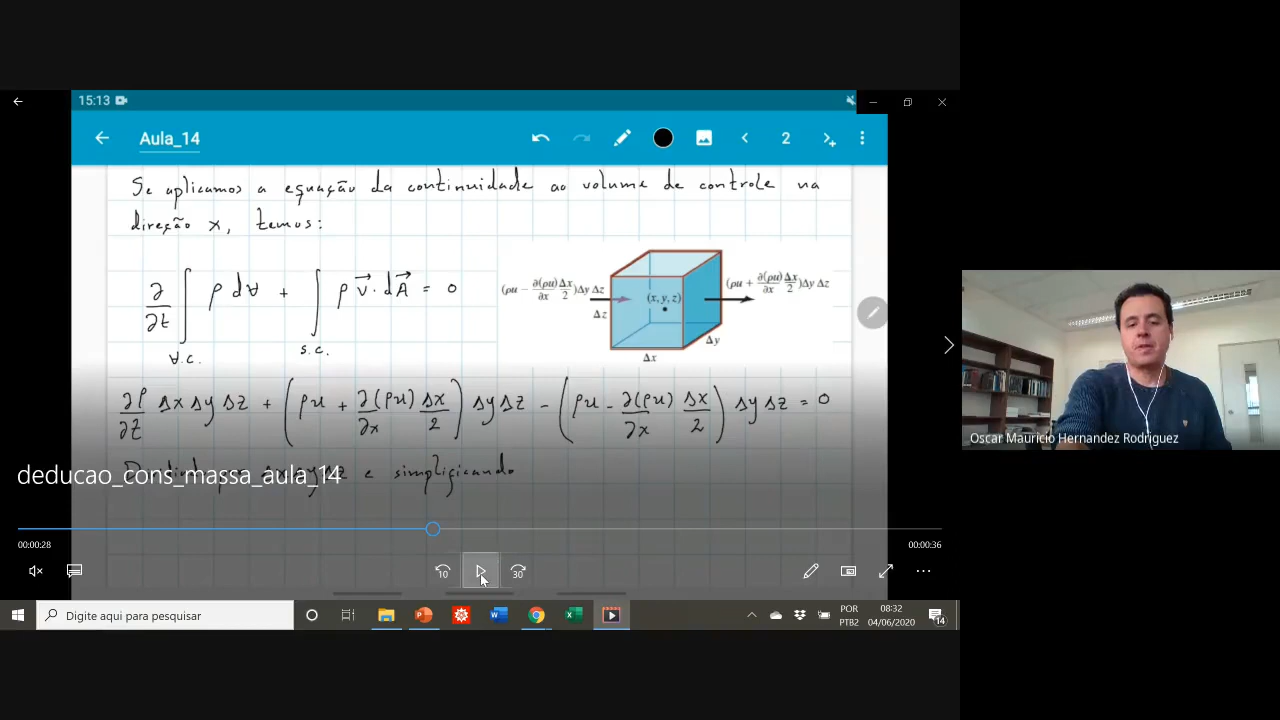 15:13
Aula_14
2
Se aplicamos a equação da continuidade ao volume de controle na
direção x, temos:
∂/∂t ∫ ρ d∀ + ∫ ρ V⃗ · dA⃗ = 0
∀.C. S.C.
(ρu − ∂(ρu)/∂x Δx/2)Δy Δz
(ρu + ∂(ρu)/∂x Δx/2)Δy Δz
(x, y, z)
Δz
Δy
Δx
∂ρ/∂t Δx Δy Δz + (ρu + ∂(ρu)/∂x Δx/2) Δy Δz − (ρu − ∂(ρu)/∂x Δx/2) Δy Δz = 0
e simplificando
deducao_cons_massa_aula_14
00:00:28
00:00:36
10
30
Digite aqui para pesquisar
POR
PTB2
08:32
04/06/2020
14
Oscar Mauricio Hernandez Rodriguez